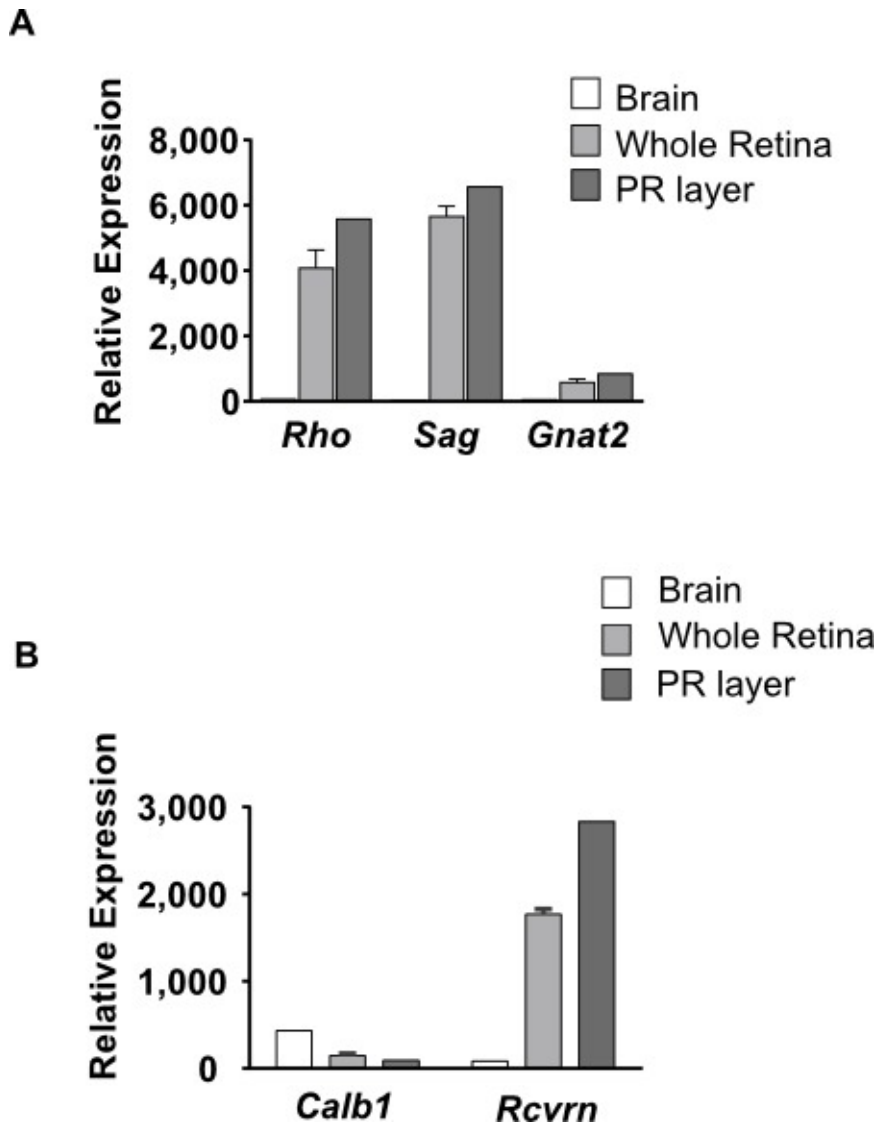 A
Brain
Whole Retina
PR layer
Relative Expression
8,000
6,000
4,000
2,000
0
Rho Sag Gnat2
B
Brain
Whole Retina
PR layer
Relative Expression
3,000
2,000
1,000
0
Calb1 Rcvrn